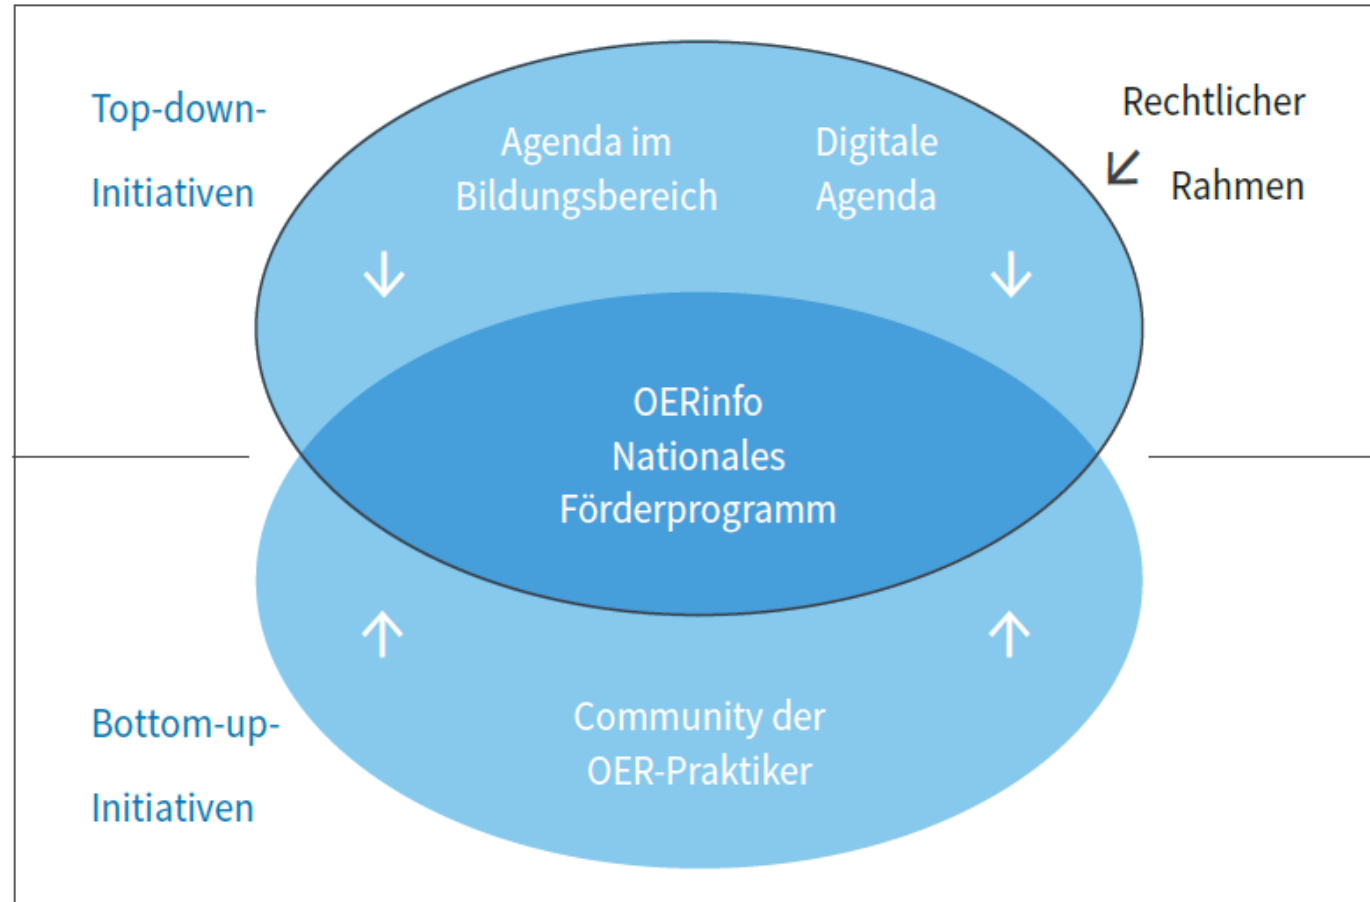 Top-down-
Initiativen
Agenda im
Bildungsbereich
Digitale
Agenda
Rechtlicher
Rahmen
OERinfo
Nationales
Förderprogramm
Bottom-up-
Initiativen
Community der
OER-Praktiker